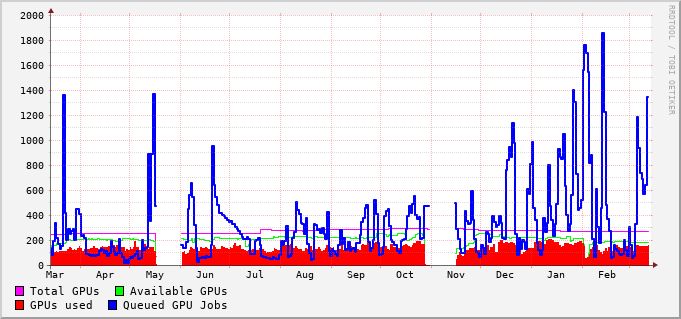 2000
1800
1600
1400
1200
1000
800
600
400
200
0
Mar Apr May Jun Jul Aug Sep Oct Nov Dec Jan Feb
Total GPUs Available GPUs
GPUs used Queued GPU Jobs
RRDTOOL / TOBI OETIKER